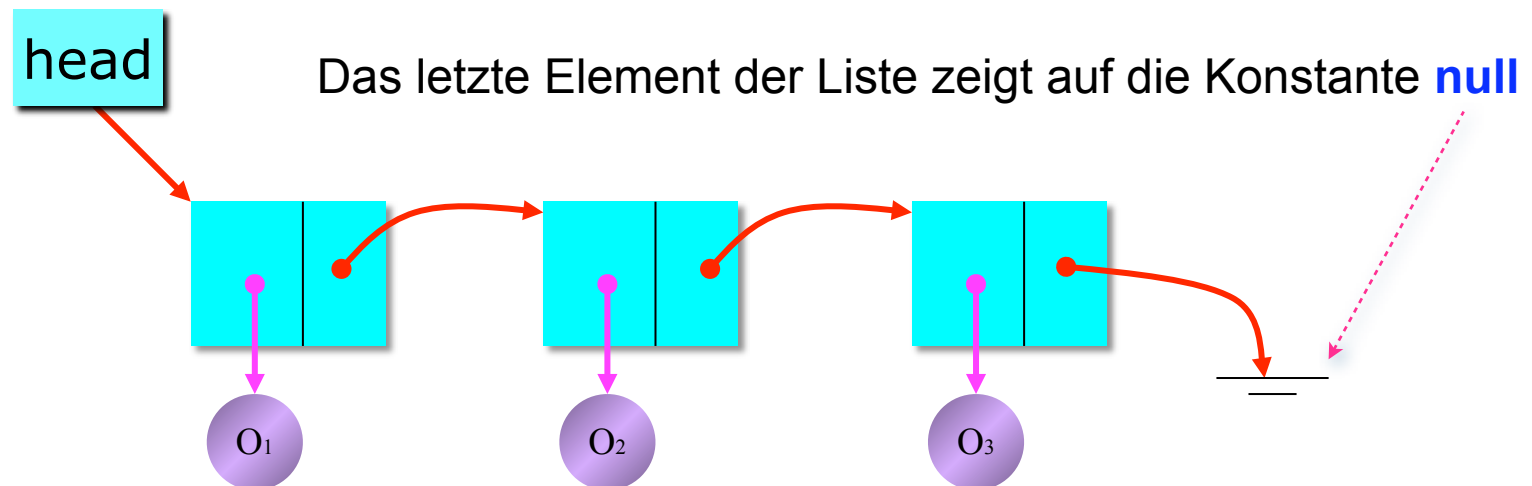 head
Das letzte Element der Liste zeigt auf die Konstante null
O1
O2
O3